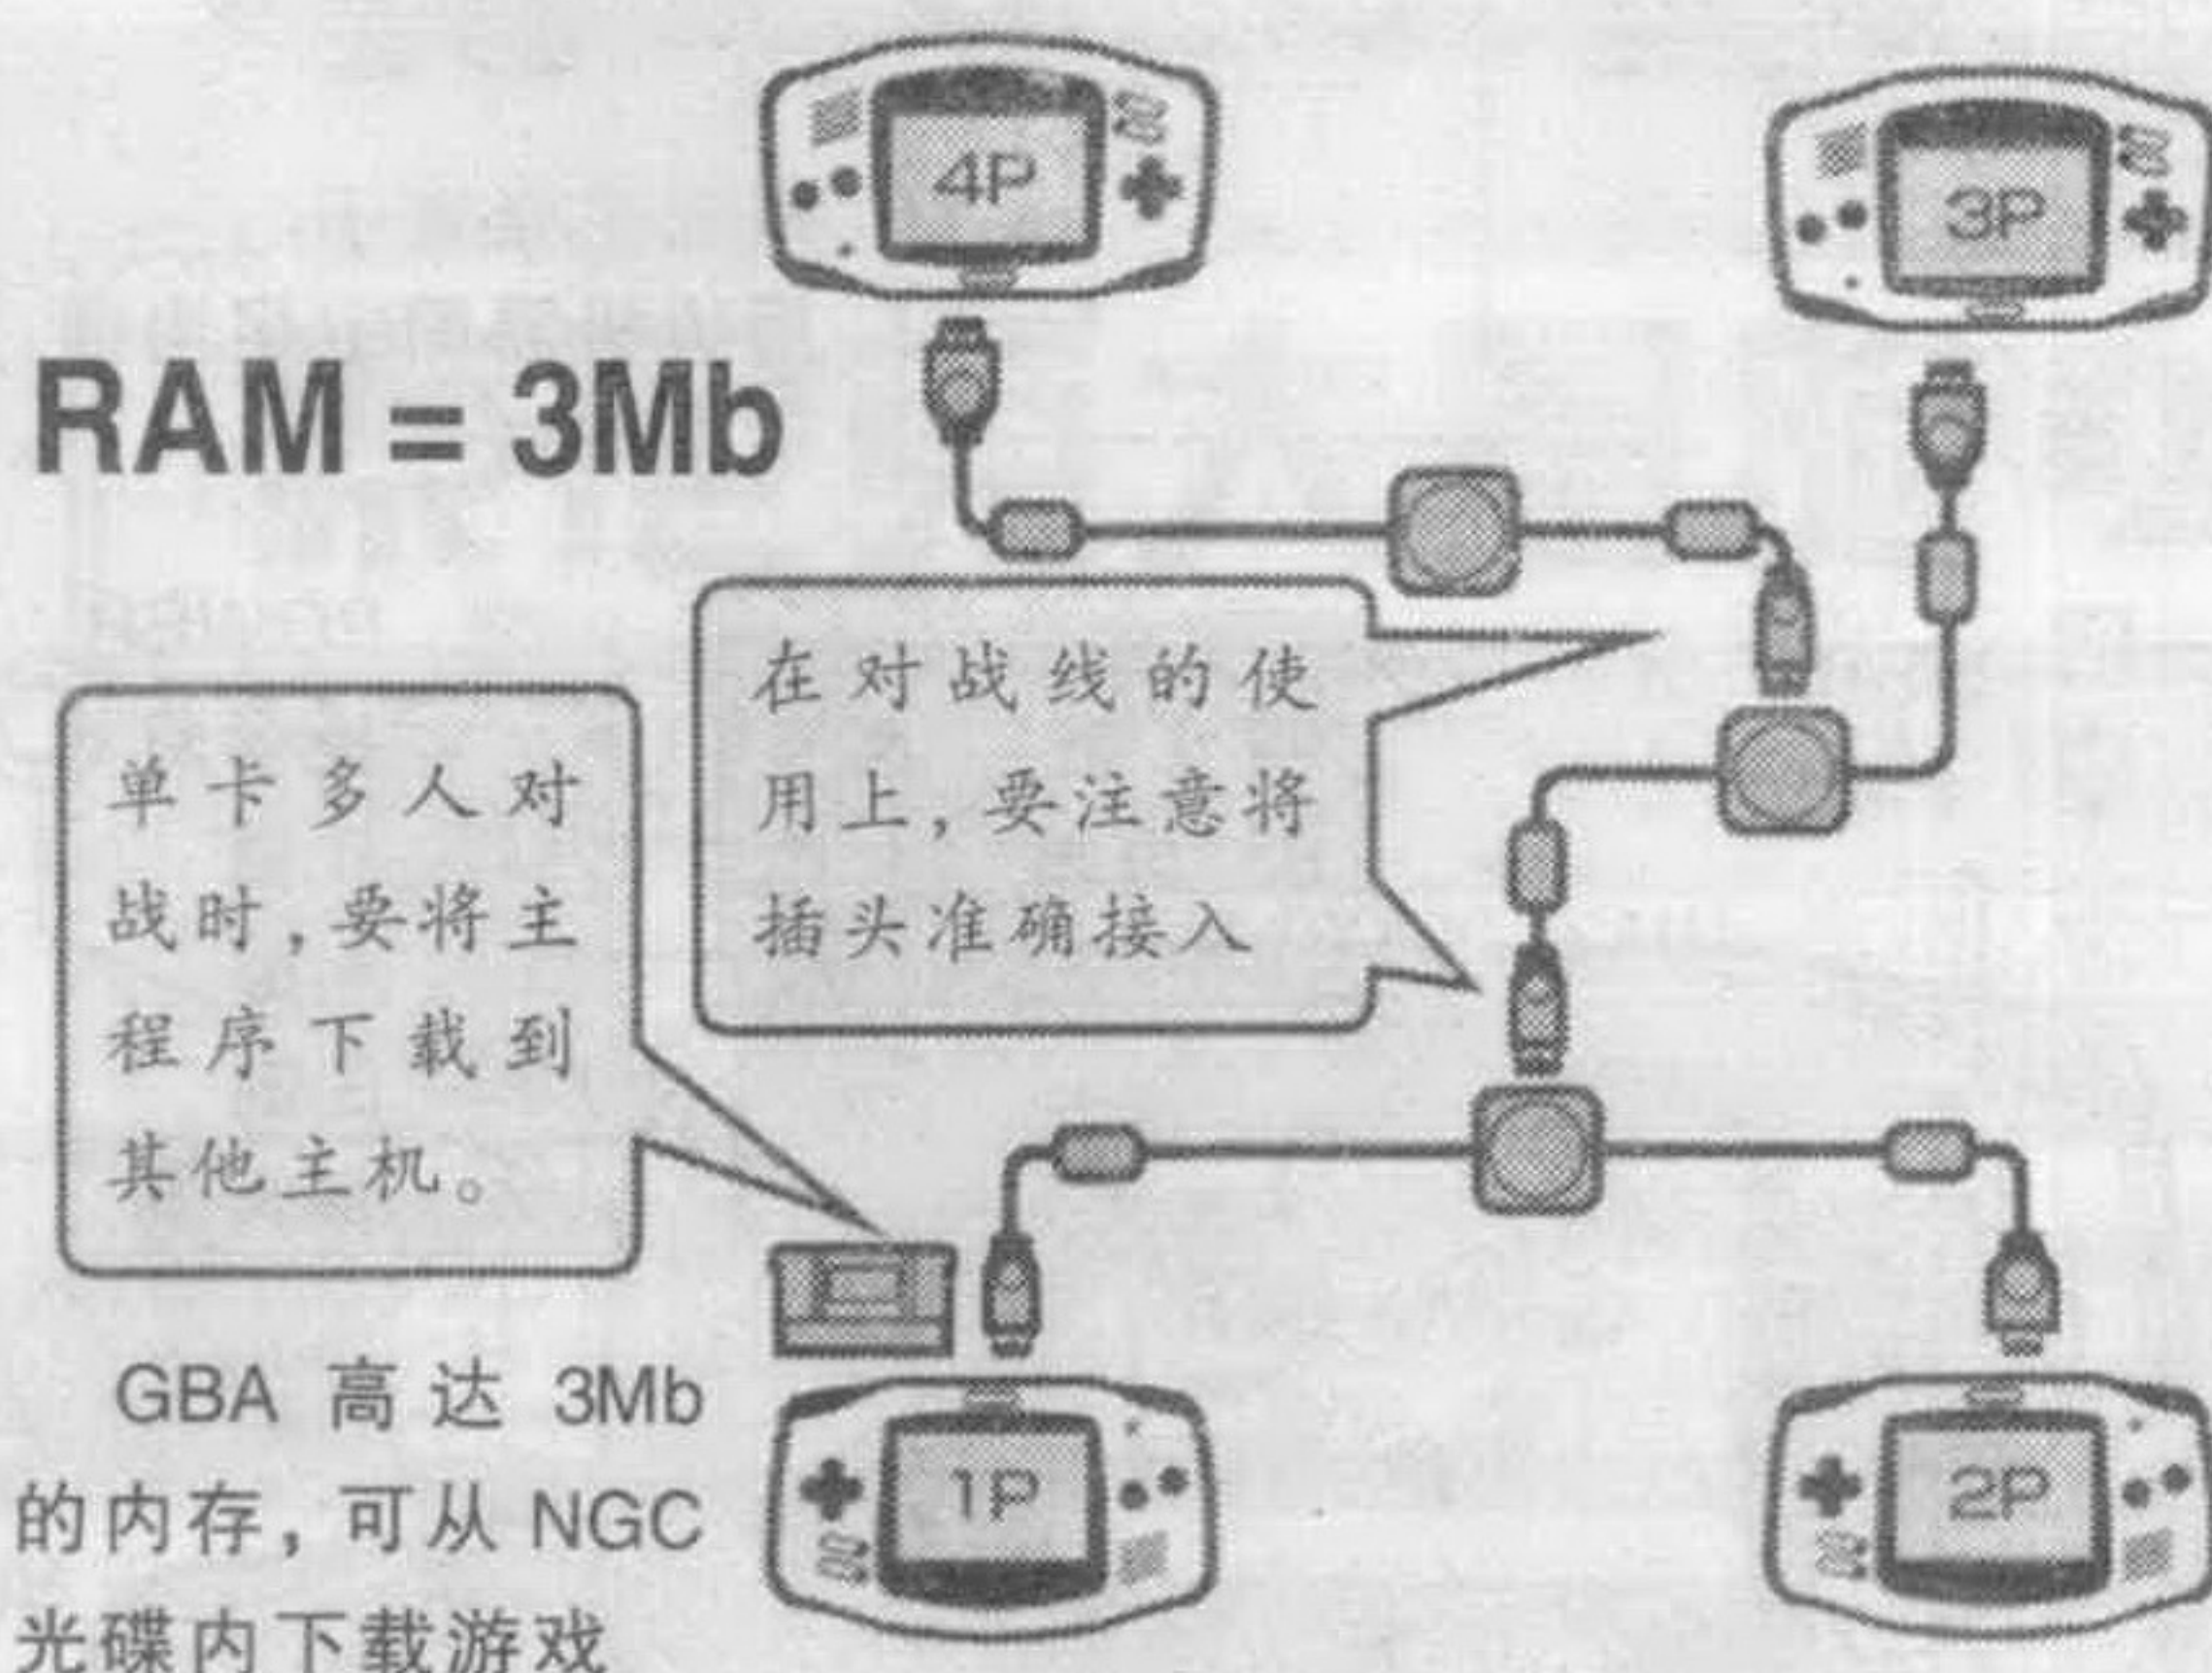 4P
3P
RAM = 3Mb
在对战线的使
用上,要注意将
插头准确接入
单卡多人对
战时,要将主
程序下载到
其他主机。
GBA 高达 3Mb
的内存,可从 NGC
光碟内下载游戏
1P
2P